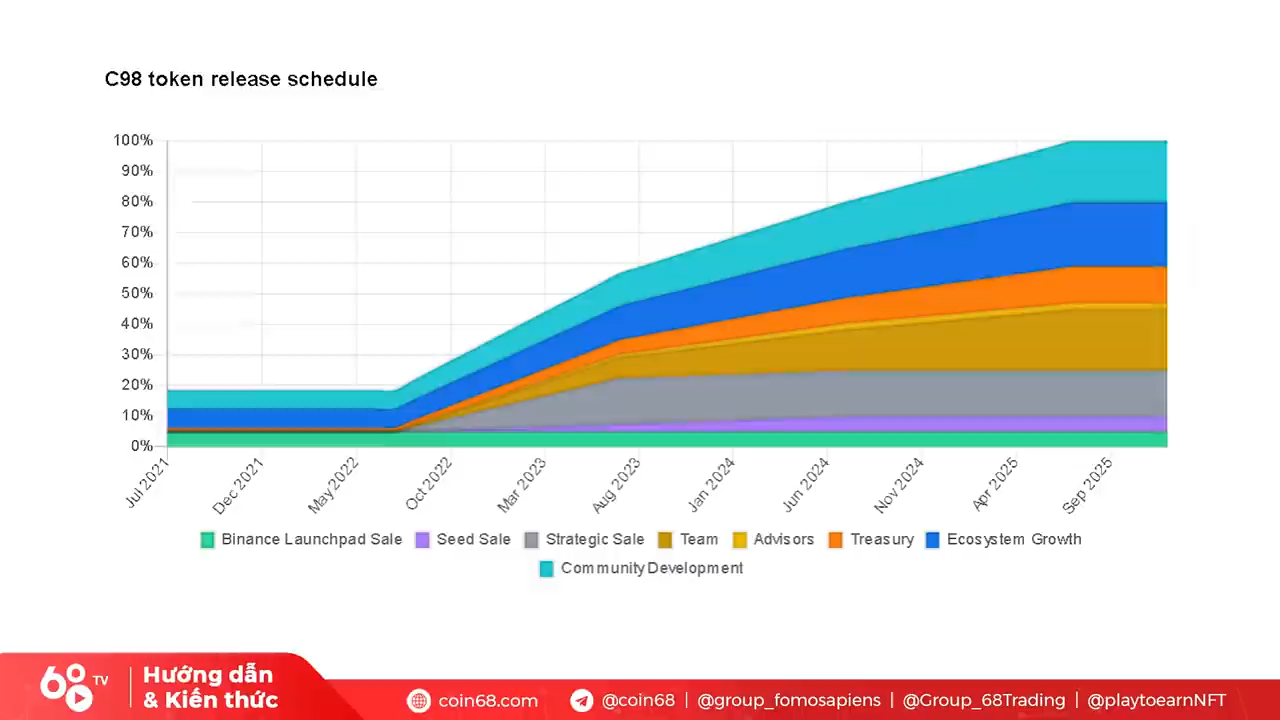 C98 token release schedule
100%
90%
80%
70%
60%
50%
40%
30%
20%
10%
0%
Jul 2021 Dec 2021 May 2022 Oct 2022 Mar 2023 Aug 2023 Jan 2024 Jun 2024 Nov 2024 Apr 2025 Sep 2025
Binance Launchpad Sale Seed Sale Strategic Sale Team Advisors Treasury Ecosystem Growth
Community Development
68 TV
Hướng dẫn
& Kiến thức
coin68.com @coin68 | @group_fomosapiens | @Group_68Trading | @playtoearnNFT